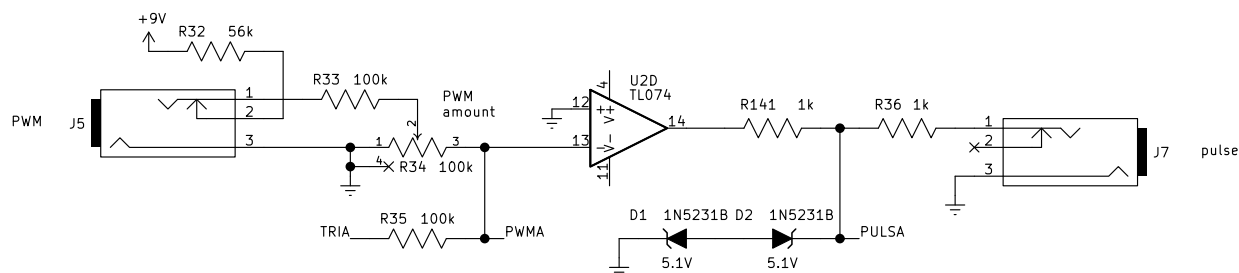 +9V
R32 56k
R33 100k
PWM
amount
PWM
J5
1
2
3
2
1
3
4
R34 100k
R35 100k
TRIA
PWMA
U2D
TL074
4
V+
12
+
13
-
V-
11
14
R141 1k
R36 1k
1
2
3
J7
pulse
D1 1N5231B
D2 1N5231B
5.1V
5.1V
PULSA